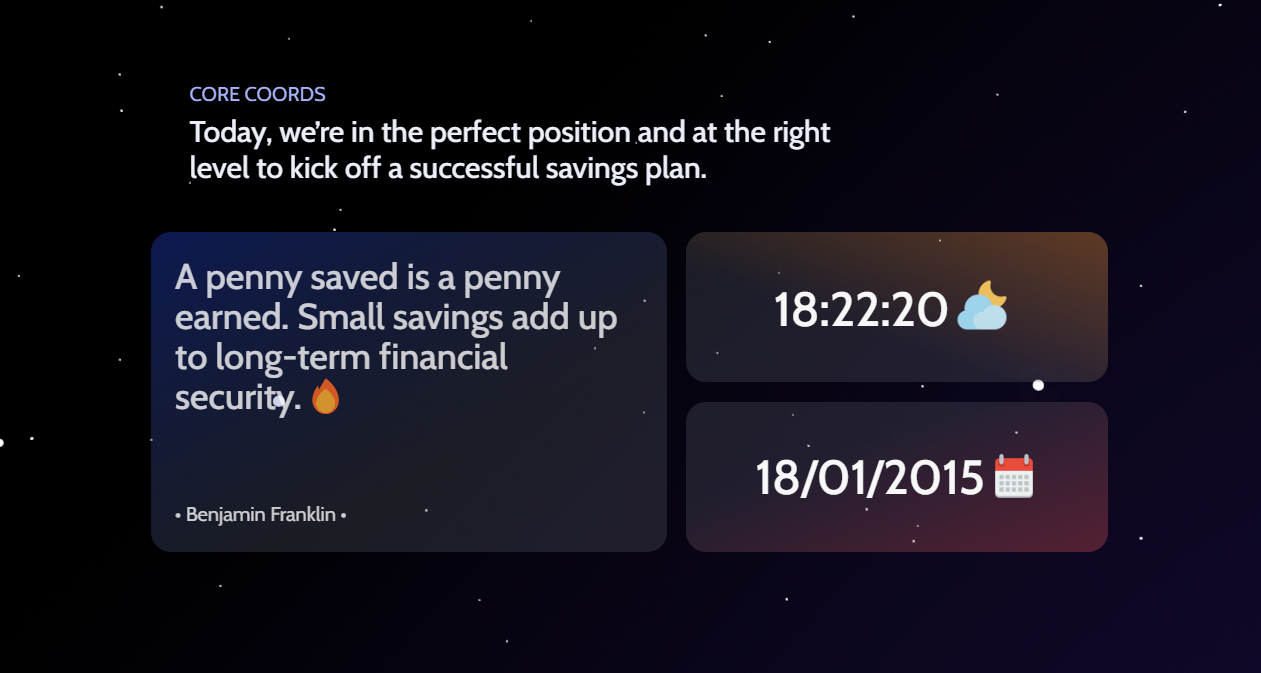 CORE COORDS
Today, we’re in the perfect position and at the right
level to kick off a successful savings plan.
A penny saved is a penny
earned. Small savings add up
to long-term financial
security. 🔥
• Benjamin Franklin •
18:22:20
18/01/2015